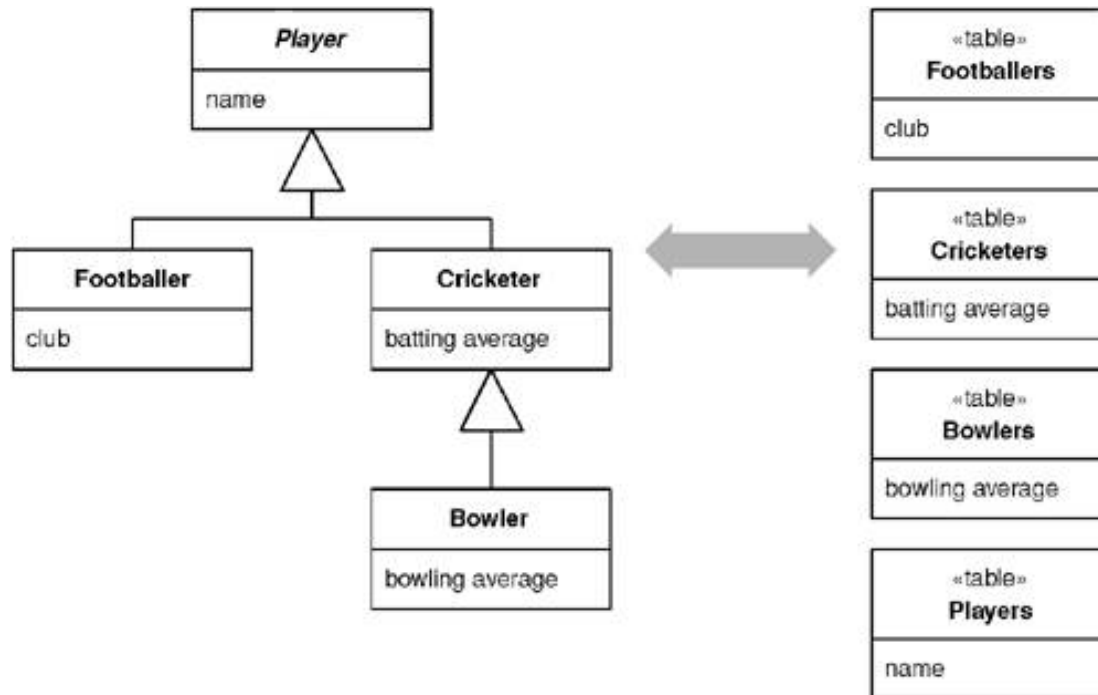 Player
name
Footballer
club
Cricketer
batting average
Bowler
bowling average
«table»
Footballers
club
«table»
Cricketers
batting average
«table»
Bowlers
bowling average
«table»
Players
name